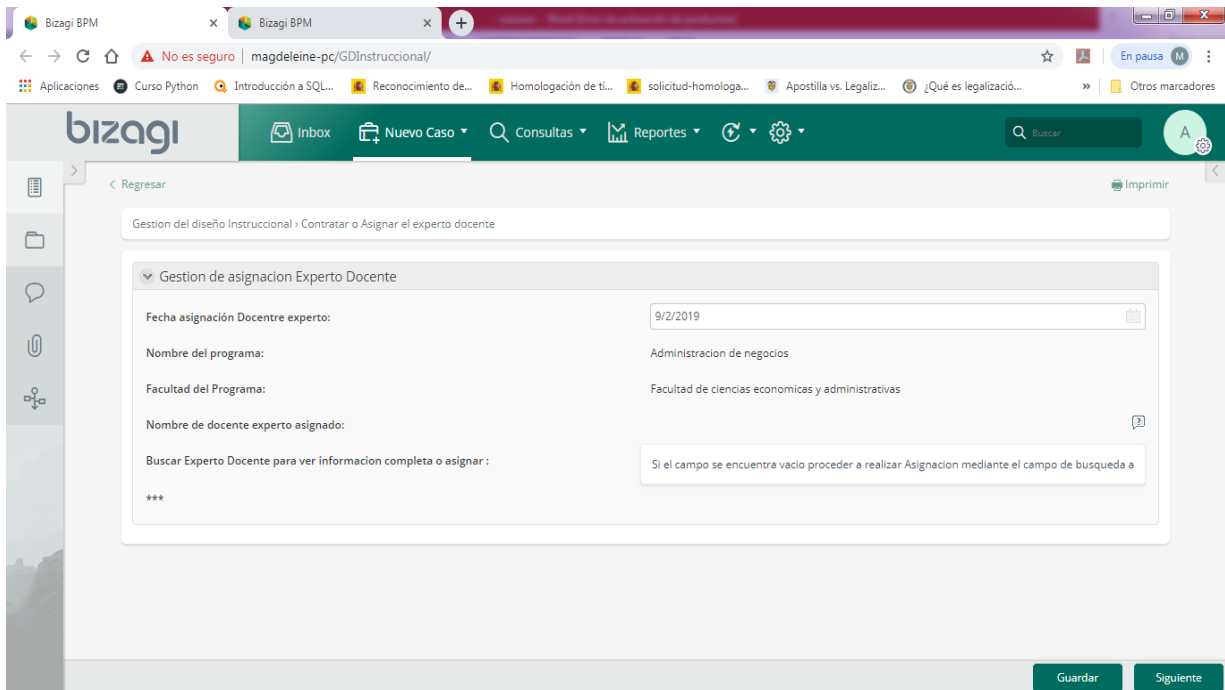 Bizagi BPM
Bizagi BPM
No es seguro | magdeleine-pc/GDInstruccional/
En pausa M
Aplicaciones Curso Python Introducción a SQL... Reconocimiento de... Homologación de tí... solicitud-homologa... Apostilla vs. Legaliz... ¿Qué es legalizació... » Otros marcadores
bizagi Inbox Nuevo Caso Consultas Reportes Buscar A
< Regresar
Imprimir
Gestion del diseño Instruccional › Contratar o Asignar el experto docente
Gestion de asignacion Experto Docente
Fecha asignación Docentre experto: 9/2/2019
Nombre del programa: Administracion de negocios
Facultad del Programa: Facultad de ciencias economicas y administrativas
Nombre de docente experto asignado:
Buscar Experto Docente para ver informacion completa o asignar : Si el campo se encuentra vacio proceder a realizar Asignacion mediante el campo de busqueda a
***
Guardar Siguiente